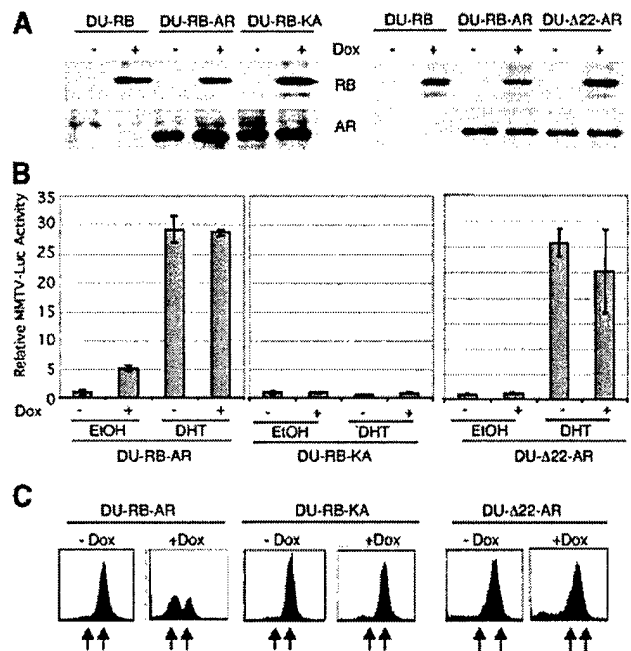 A
DU-RB DU-RB-AR DU-RB-KA DU-RB DU-RB-AR DU-Δ22-AR
- + - + - + Dox - + - + - +
RB
AR
B
Relative MMTV-Luc Activity
35
30
25
20
15
10
5
0
Dox - + - + - + - + - + - +
EtOH DHT EtOH DHT EtOH DHT
DU-RB-AR DU-RB-KA DU-Δ22-AR
C
DU-RB-AR DU-RB-KA DU-Δ22-AR
- Dox +Dox - Dox +Dox - Dox +Dox